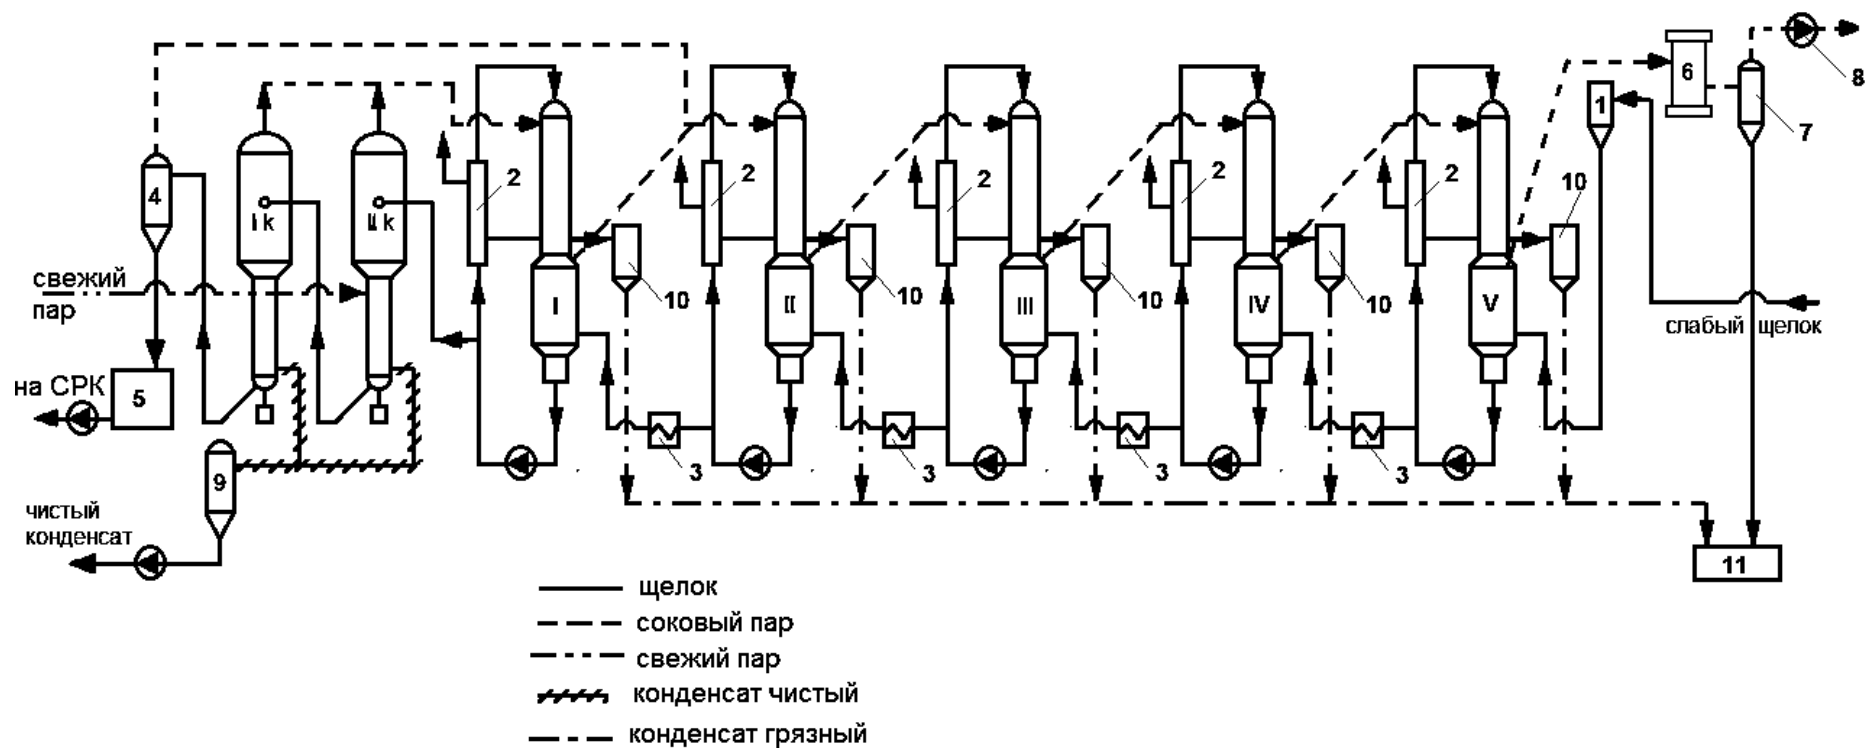 8
6
1
7
2
2
2
2
2
10
4
I k
II k
свежий
пар
10
10
10
10
I
II
III
IV
V
слабый щелок
на СРК
5
3
3
3
3
9
чистый
конденсат
11
щелок
соковый пар
свежий пар
конденсат чистый
конденсат грязный